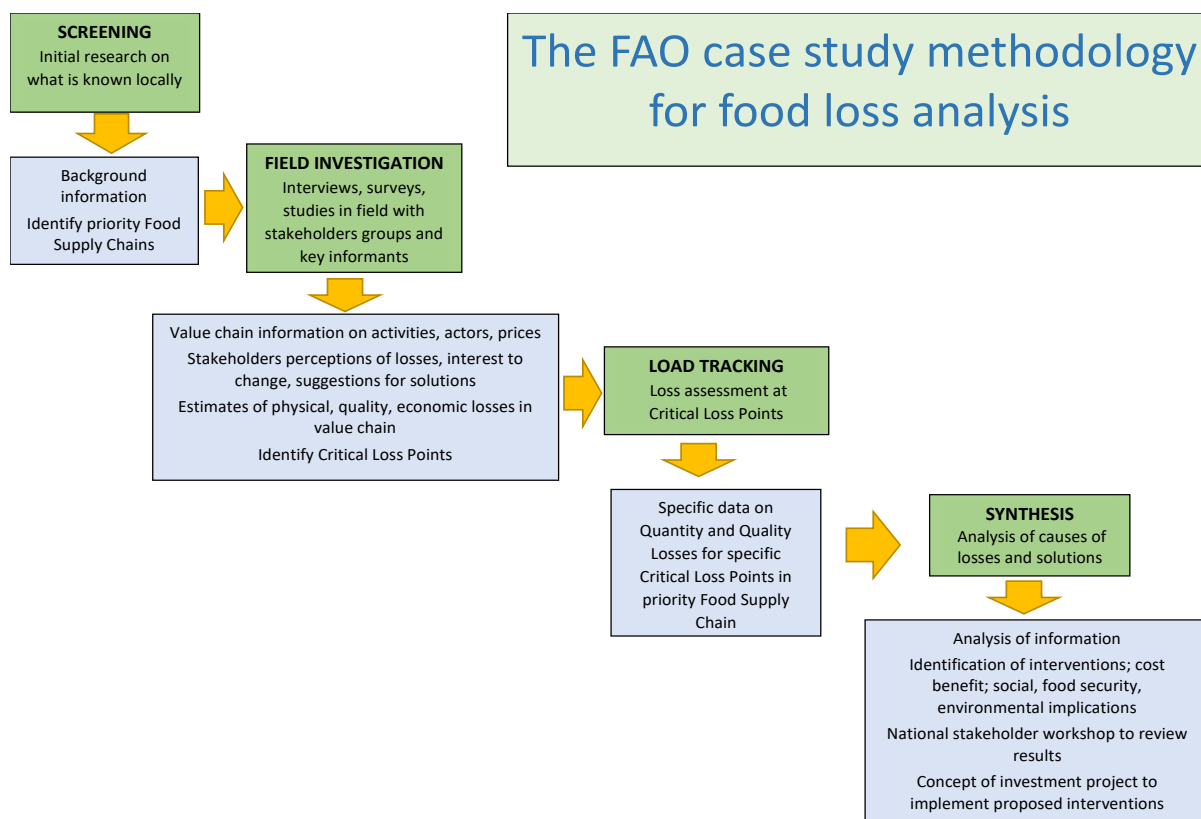 The FAO case study methodology
for food loss analysis
SCREENING
Initial research on
what is known locally
Background
information
Identify priority Food
Supply Chains
FIELD INVESTIGATION
Interviews, surveys,
studies in field with
stakeholders groups and
key informants
Value chain information on activities, actors, prices
Stakeholders perceptions of losses, interest to
change, suggestions for solutions
Estimates of physical, quality, economic losses in
value chain
Identify Critical Loss Points
LOAD TRACKING
Loss assessment at
Critical Loss Points
Specific data on
Quantity and Quality
Losses for specific
Critical Loss Points in
priority Food Supply
Chain
SYNTHESIS
Analysis of causes of
losses and solutions
Analysis of information
Identification of interventions; cost
benefit; social, food security,
environmental implications
National stakeholder workshop to review
results
Concept of investment project to
implement proposed interventions